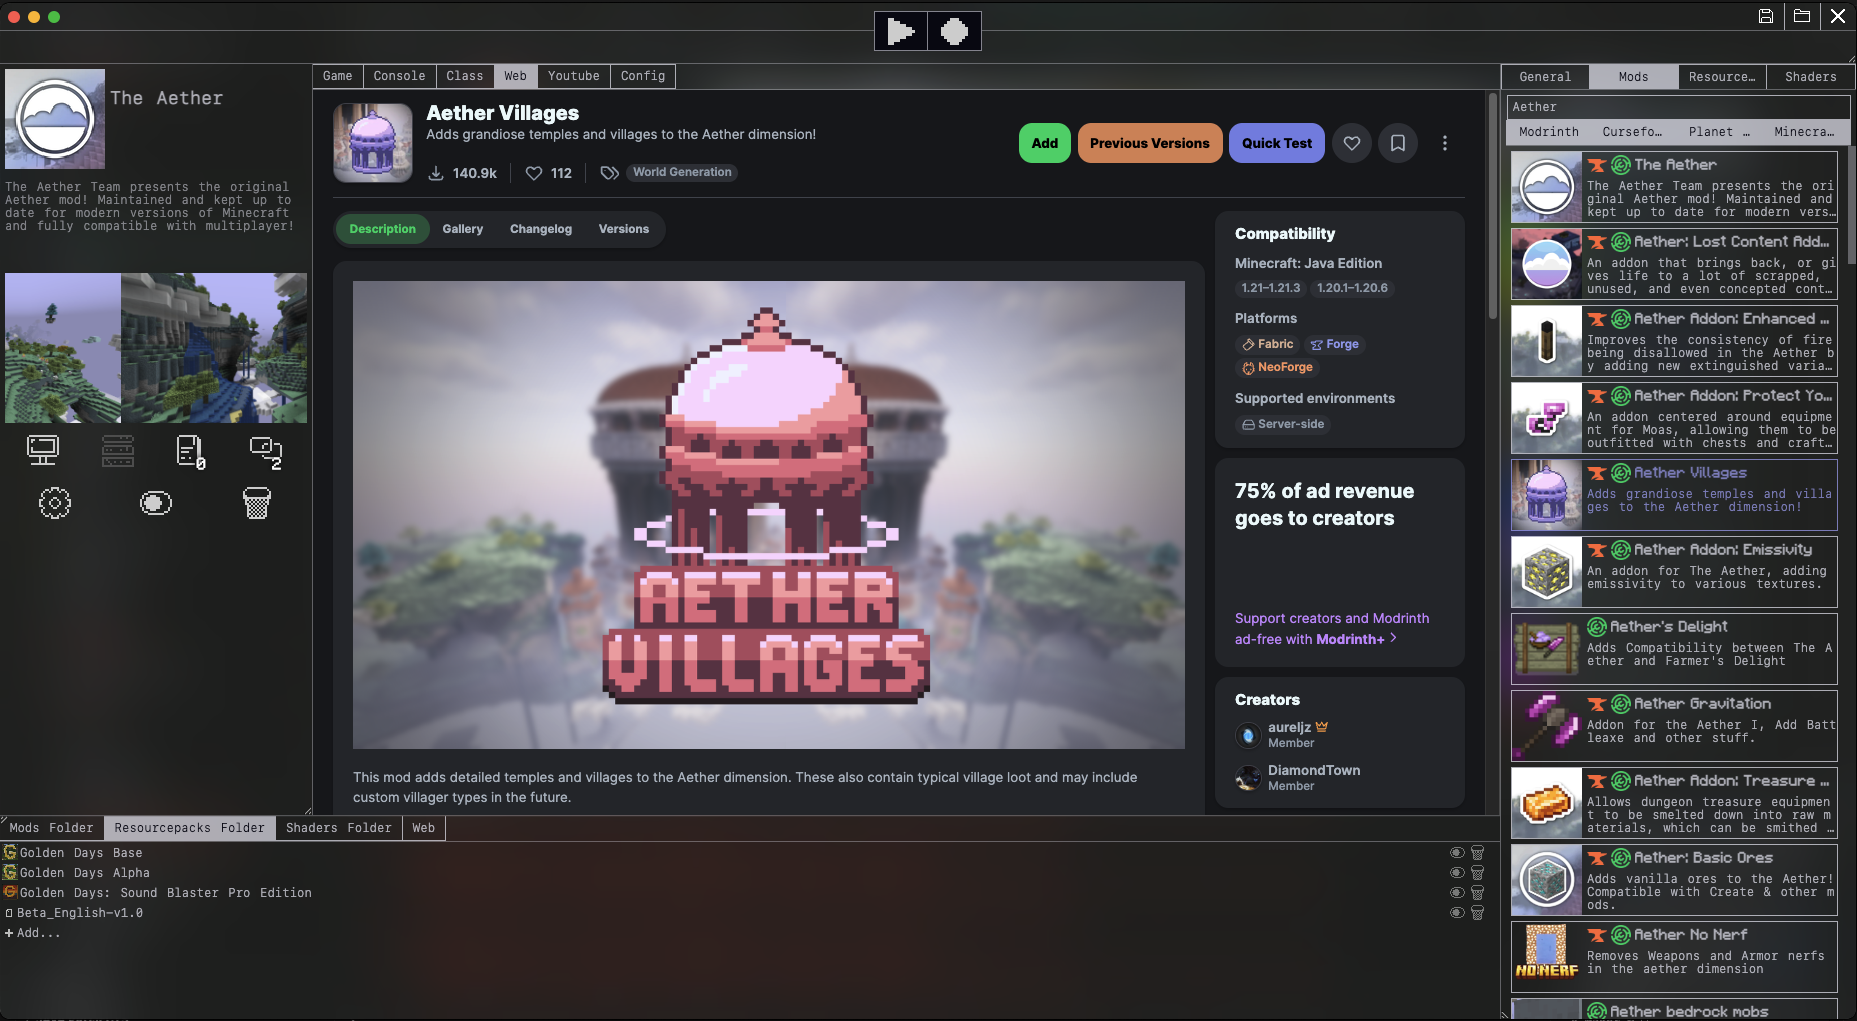 The Aether
The Aether Team presents the original
Aether mod! Maintained and kept up to
date for modern versions of Minecraft
and fully compatible with multiplayer!
0
2
Game
Console
Class
Web
Youtube
Config
Aether Villages
Adds grandiose temples and villages to the Aether dimension!
140.9k
112
World Generation
Add
Previous Versions
Quick Test
Description
Gallery
Changelog
Versions
AETHER
VILLAGES
This mod adds detailed temples and villages to the Aether dimension. These also contain typical village loot and may include
custom villager types in the future.
Compatibility
Minecraft: Java Edition
1.21–1.21.3
1.20.1–1.20.6
Platforms
Fabric
Forge
NeoForge
Supported environments
Server-side
75% of ad revenue
goes to creators
Support creators and Modrinth
ad-free with Modrinth+
Creators
aureljz
Member
DiamondTown
Member
General
Mods
Resource…
Shaders
Aether
Modrinth
Cursefo…
Planet …
Minecra…
The Aether
The Aether Team presents the ori
ginal Aether mod! Maintained and
kept up to date for modern vers…
Aether: Lost Content Add…
An addon that brings back, or gi
ves life to a lot of scrapped,
unused, and even concepted cont…
Aether Addon: Enhanced …
Improves the consistency of fire
being disallowed in the Aether b
y adding new extinguished varia…
Aether Addon: Protect Yo…
An addon centered around equipme
nt for Moas, allowing them to be
outfitted with chests and craft…
Aether Villages
Adds grandiose temples and villa
ges to the Aether dimension!
Aether Addon: Emissivity
An addon for The Aether, adding
emissivity to various textures.
Aether's Delight
Adds Compatibility between The A
ether and Farmer's Delight
Aether Gravitation
Addon for the Aether I, Add Batt
leaxe and other stuff.
Aether Addon: Treasure …
Allows dungeon treasure equipmen
t to be smelted down into raw m
aterials, which can be smithed …
Aether: Basic Ores
Adds vanilla ores to the Aether!
Compatible with Create & other m
ods.
NO NERF
Aether No Nerf
Removes Weapons and Armor nerfs
in the aether dimension
Aether bedrock mobs
Mods Folder
Resourcepacks Folder
Shaders Folder
Web
Golden Days Base
Golden Days Alpha
Golden Days: Sound Blaster Pro Edition
Beta_English-v1.0
+ Add...